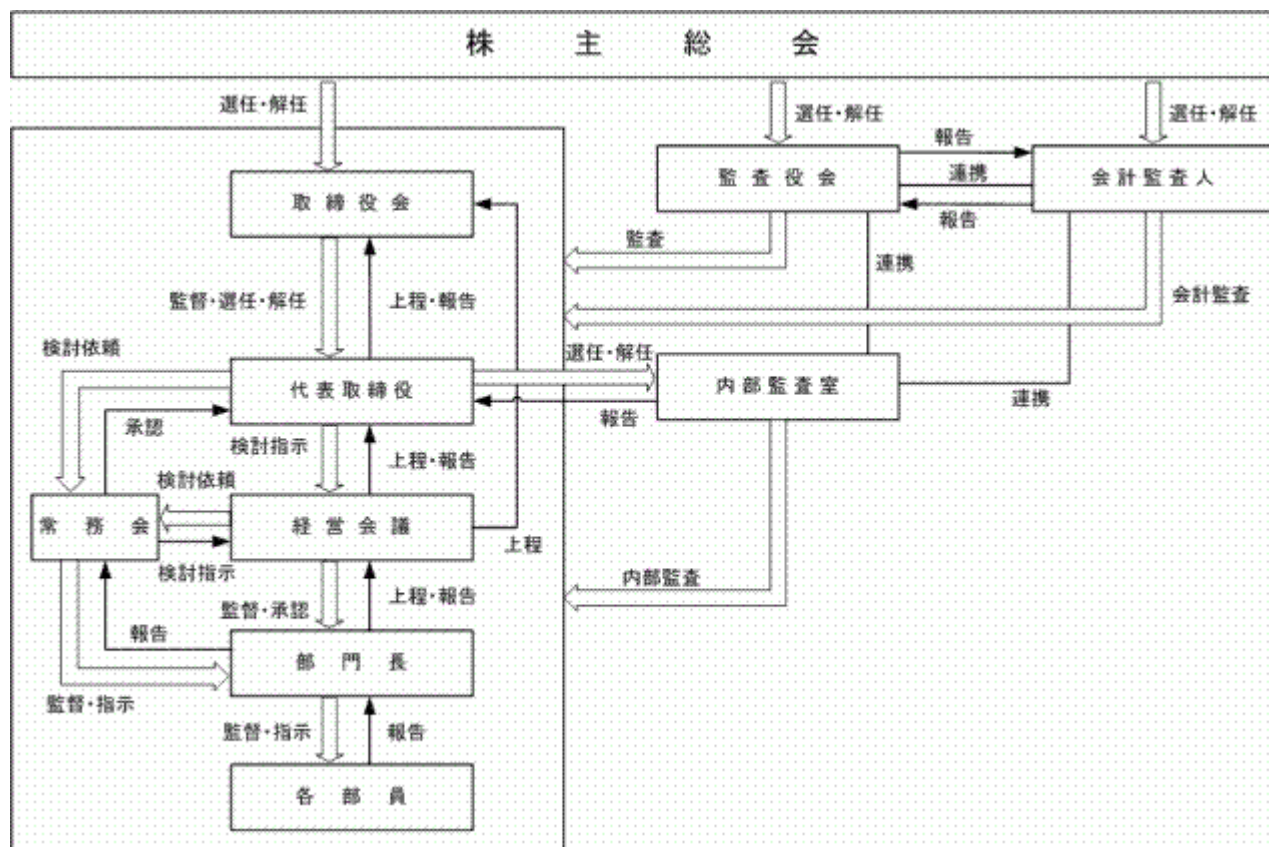 株主総会
選任・解任
選任・解任
選任・解任
取締役会
監査役会
報告
連携
報告
会計監査人
監査
連携
会計監査
監督・選任・解任
上程・報告
検討依頼
代表取締役
選任・解任
報告
内部監査室
連携
承認
検討指示
上程・報告
検討依頼
常務会
経営会議
上程
検討指示
内部監査
監督・承認
上程・報告
報告
部門長
監督・指示
監督・指示
報告
各部員